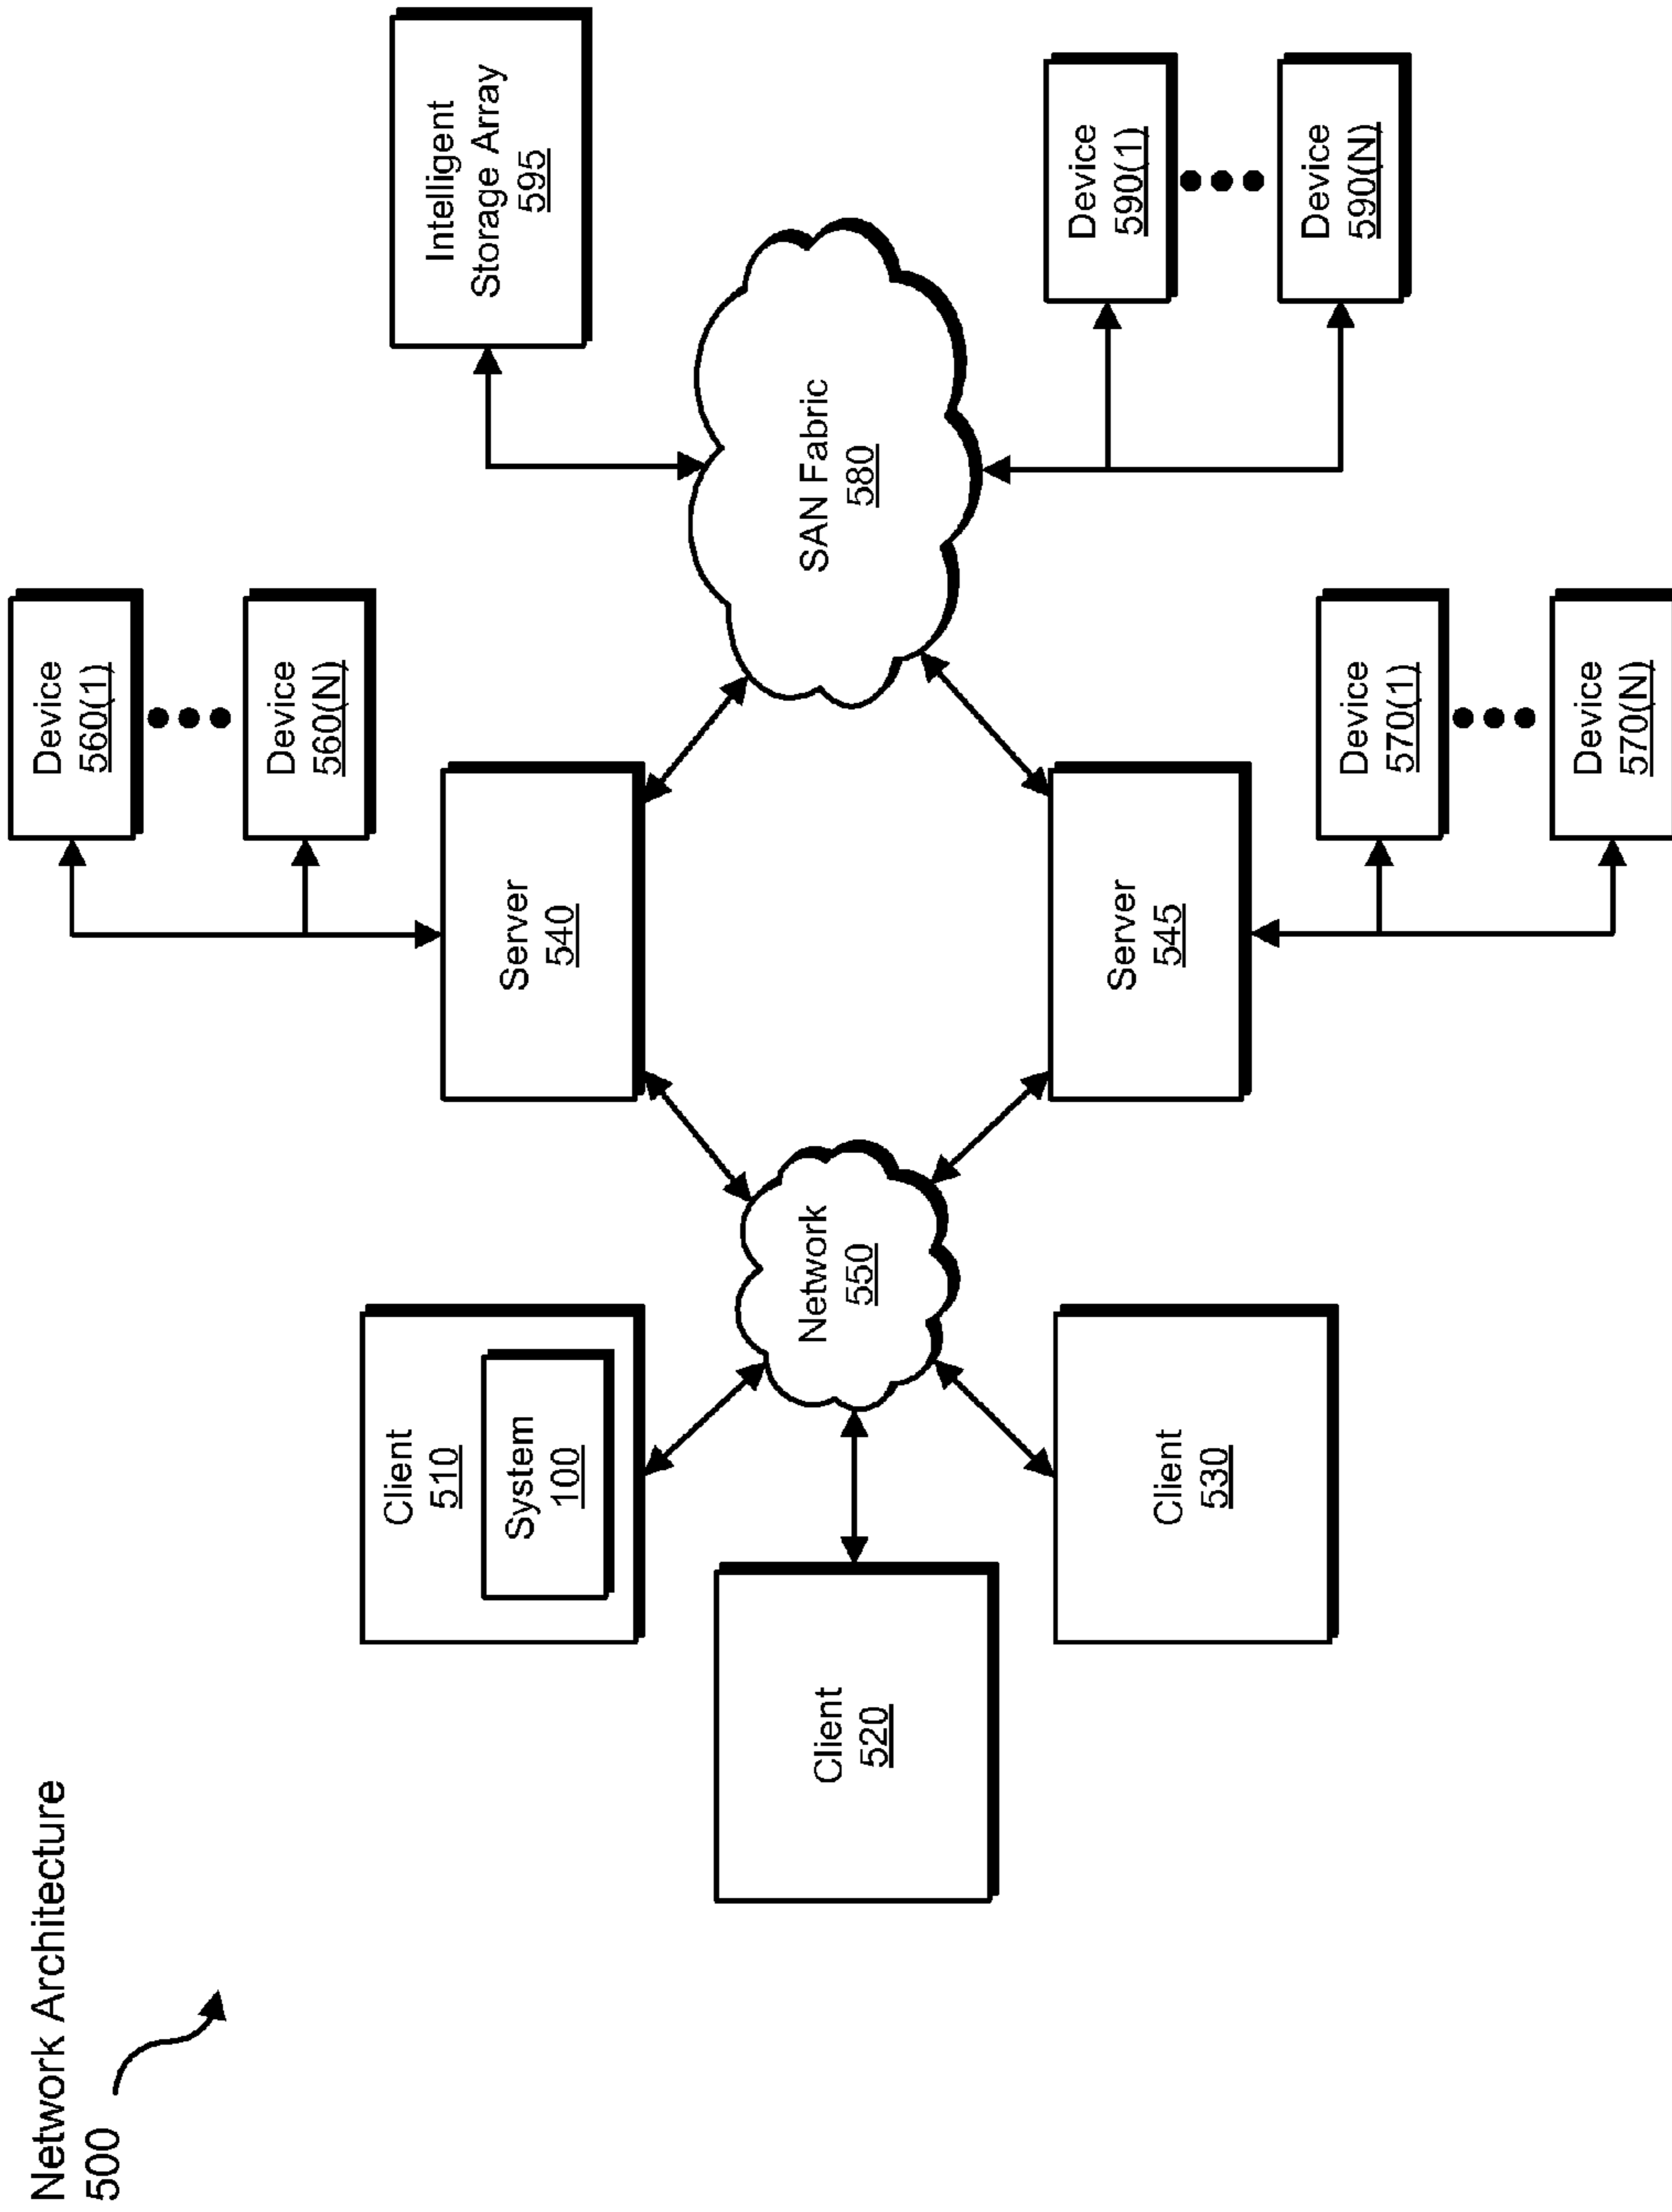 Network Architecture
500
Device
560(1)
Device
560(N)
Intelligent
Storage Array
595
Client
510
System
100
Server
540
Client
520
Network
550
SAN Fabric
580
Client
530
Server
545
Device
590(1)
Device
590(N)
Device
570(1)
Device
570(N)